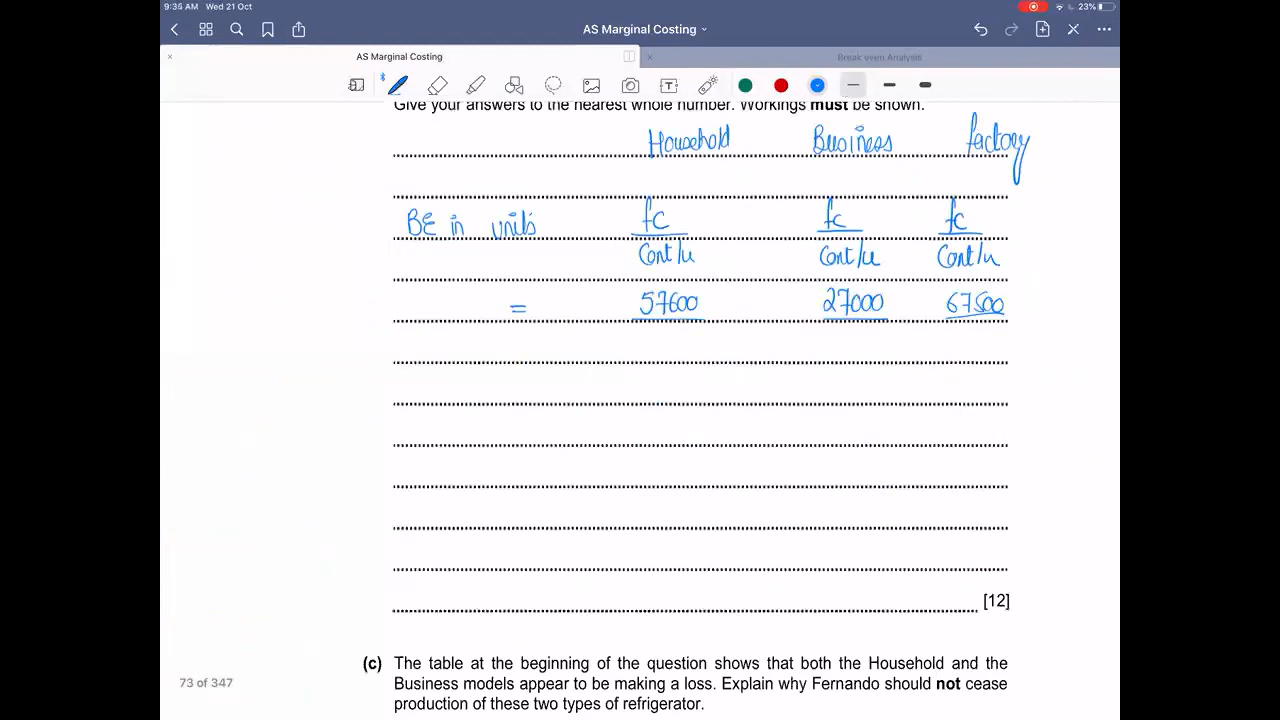 9:36 AM Wed 21 Oct
23%
AS Marginal Costing
AS Marginal Costing
Break even Analysis
Give your answers to the nearest whole number. Workings must be shown.
Household Business factory
BE in units fc fc fc
Cont/u Cont/u Cont/u
= 57600 27000 67500
[12]
(c) The table at the beginning of the question shows that both the Household and the
Business models appear to be making a loss. Explain why Fernando should not cease
production of these two types of refrigerator.
73 of 347